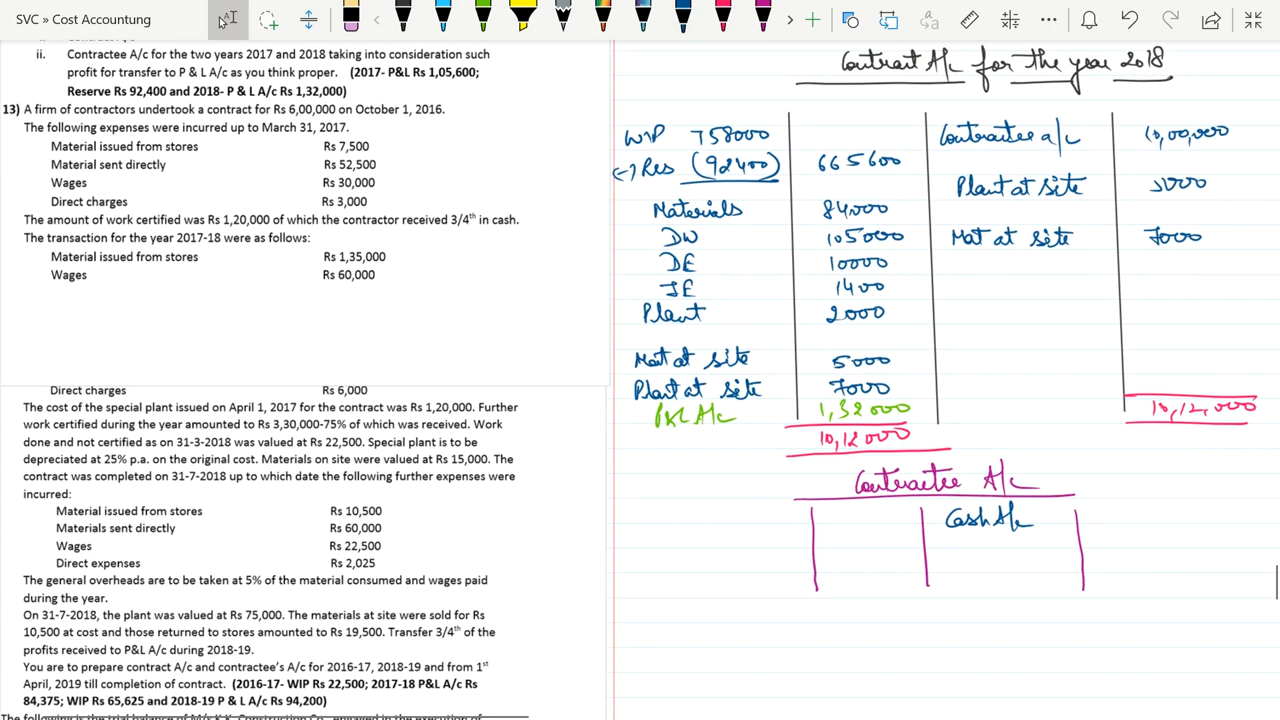 SVC » Cost Accountung
ii. Contractee A/c for the two years 2017 and 2018 taking into consideration such
profit for transfer to P & L A/c as you think proper. (2017- P&L Rs 1,05,600;
Reserve Rs 92,400 and 2018- P & L A/c Rs 1,32,000)
13) A firm of contractors undertook a contract for Rs 6,00,000 on October 1, 2016.
The following expenses were incurred up to March 31, 2017.
Material issued from stores Rs 7,500
Material sent directly Rs 52,500
Wages Rs 30,000
Direct charges Rs 3,000
The amount of work certified was Rs 1,20,000 of which the contractor received 3/4th in cash.
The transaction for the year 2017-18 were as follows:
Material issued from stores Rs 1,35,000
Wages Rs 60,000
Direct charges Rs 6,000
The cost of the special plant issued on April 1, 2017 for the contract was Rs 1,20,000. Further
work certified during the year amounted to Rs 3,30,000-75% of which was received. Work
done and not certified as on 31-3-2018 was valued at Rs 22,500. Special plant is to be
depreciated at 25% p.a. on the original cost. Materials on site were valued at Rs 15,000. The
contract was completed on 31-7-2018 up to which date the following further expenses were
incurred:
Material issued from stores Rs 10,500
Materials sent directly Rs 60,000
Wages Rs 22,500
Direct expenses Rs 2,025
The general overheads are to be taken at 5% of the material consumed and wages paid
during the year.
On 31-7-2018, the plant was valued at Rs 75,000. The materials at site were sold for Rs
10,500 at cost and those returned to stores amounted to Rs 19,500. Transfer 3/4th of the
profits received to P&L A/c during 2018-19.
You are to prepare contract A/c and contractee's A/c for 2016-17, 2018-19 and from 1st
April, 2019 till completion of contract. (2016-17- WIP Rs 22,500; 2017-18 P&L A/c Rs
84,375; WIP Rs 65,625 and 2018-19 P & L A/c Rs 94,200)
The following is the trial balance of M/s K.K. Construction Co. engaged in the execution of
Contract A/c for the year 2018
WIP 758000 Contractee a/c 10,00,000
(-) Res (92400) 665600
Plant at site 5000
Materials 84000
DW 105000 Mat at site 7000
DE 10000
IE 1400
Plant 2000
Mat at site 5000
Plant at site 7000
P&L A/c 1,32000 10,12,000
10,12000
Contractee A/c
Cash A/c